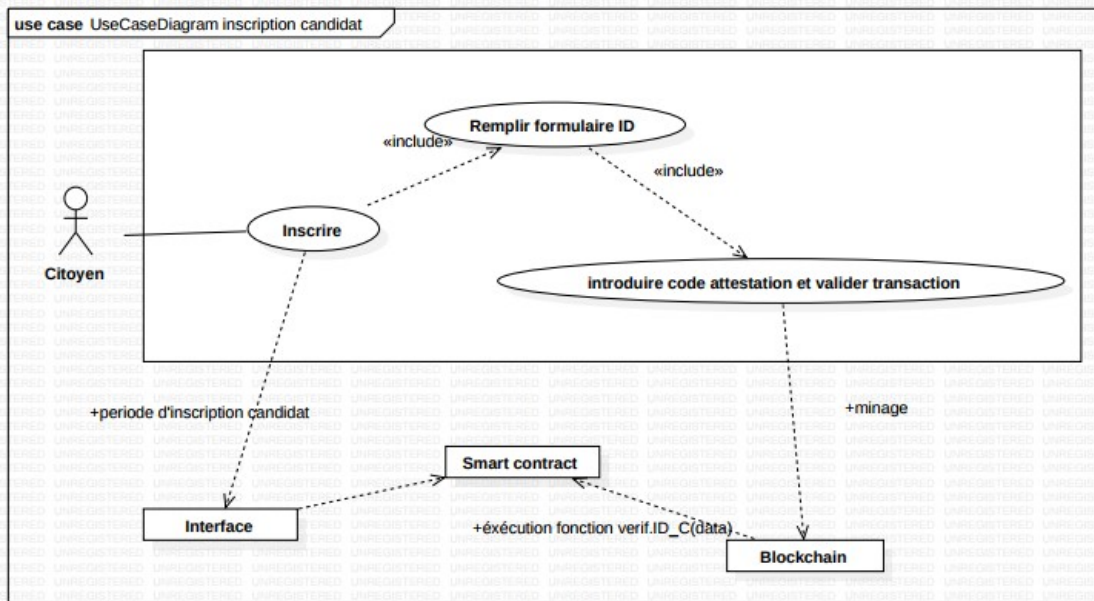 use case UseCaseDiagram inscription candidat
Remplir formulaire ID
«include»
«include»
Inscrire
Citoyen
introduire code attestation et valider transaction
+periode d'inscription candidat
+minage
Smart contract
Interface
+éxécution fonction verif.ID_C(data)
Blockchain